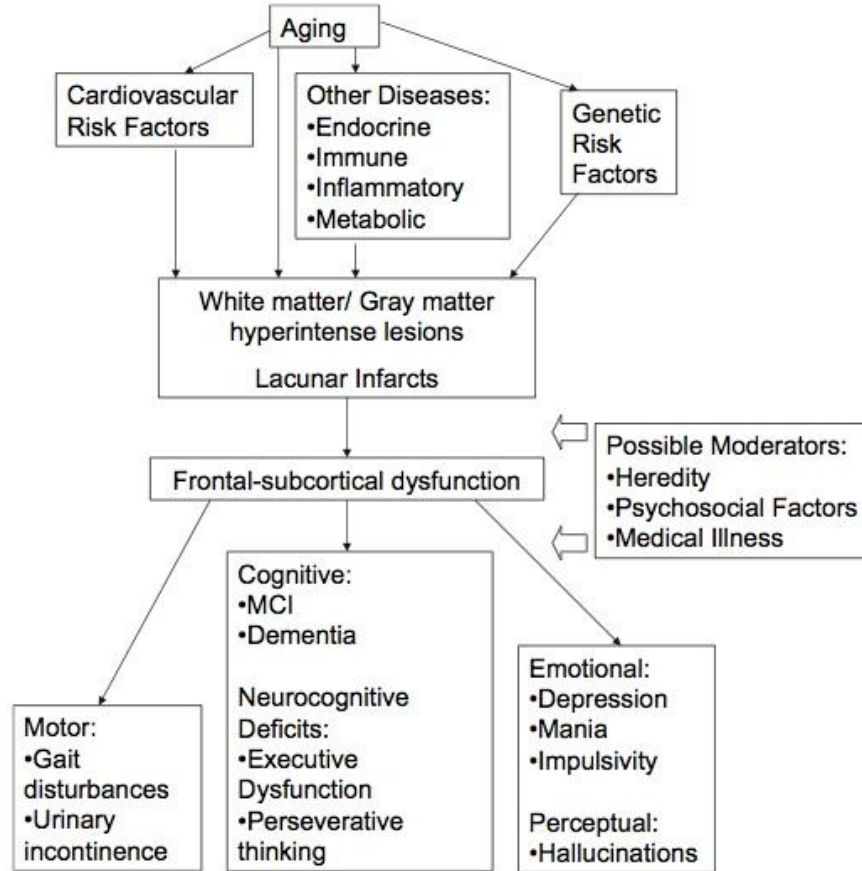 Aging
Cardiovascular
Risk Factors
Other Diseases:
•Endocrine
•Immune
•Inflammatory
•Metabolic
Genetic
Risk
Factors
White matter/ Gray matter
hyperintense lesions
Lacunar Infarcts
Possible Moderators:
•Heredity
•Psychosocial Factors
•Medical Illness
Frontal-subcortical dysfunction
Motor:
•Gait
disturbances
•Urinary
incontinence
Cognitive:
•MCI
•Dementia
Neurocognitive
Deficits:
•Executive
Dysfunction
•Perseverative
thinking
Emotional:
•Depression
•Mania
•Impulsivity
Perceptual:
•Hallucinations